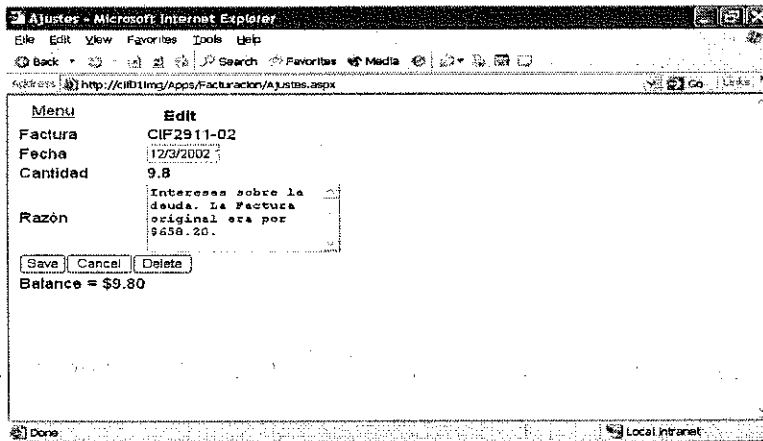 Ajustes - Microsoft Internet Explorer
File Edit View Favorites Tools Help
Back Search Favorites Media
Address http://ciiD1img/Apps/Facturacion/Ajustes.aspx Go Links
Menu Edit
Factura CIF2911-02
Fecha 12/3/2002
Cantidad 9.8
Razón Intereses sobre la
deuda. La Factura
original era por
$658.20.
Save Cancel Delete
Balance = $9.80
Done Local intranet